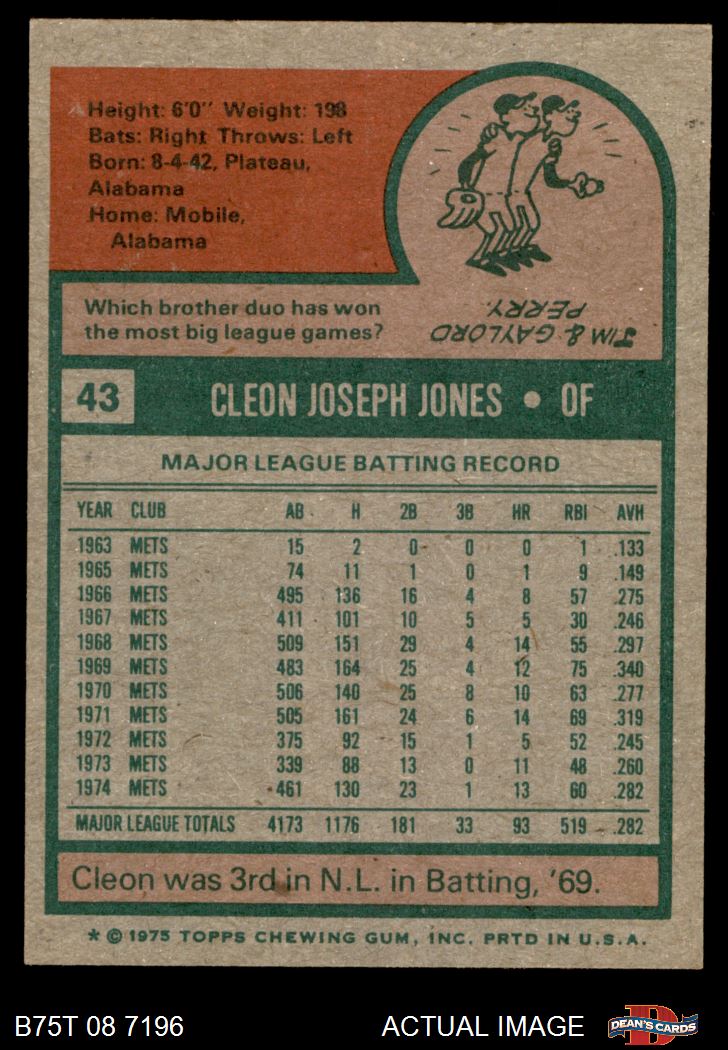 Height: 6'0" Weight: 198
Bats: Right Throws: Left
Born: 8-4-42, Plateau,
Alabama
Home: Mobile,
Alabama
Which brother duo has won
the most big league games?
JIM & GAYLORD
PERRY.
43 CLEON JOSEPH JONES • OF
MAJOR LEAGUE BATTING RECORD
YEAR CLUB AB H 2B 3B HR RBI AVH
1963 METS 15 2 0 0 0 1 .133
1965 METS 74 11 1 0 1 9 .149
1966 METS 495 136 16 4 8 57 .275
1967 METS 411 101 10 5 5 30 .246
1968 METS 509 151 29 4 14 55 .297
1969 METS 483 164 25 4 12 75 .340
1970 METS 506 140 25 8 10 63 .277
1971 METS 505 161 24 6 14 69 .319
1972 METS 375 92 15 1 5 52 .245
1973 METS 339 88 13 0 11 48 .260
1974 METS 461 130 23 1 13 60 .282
MAJOR LEAGUE TOTALS 4173 1176 181 33 93 519 .282
Cleon was 3rd in N.L. in Batting, '69.
* © 1975 TOPPS CHEWING GUM, INC. PRTD IN U.S.A.
B75T 08 7196 ACTUAL IMAGE D DEAN'S CARDS